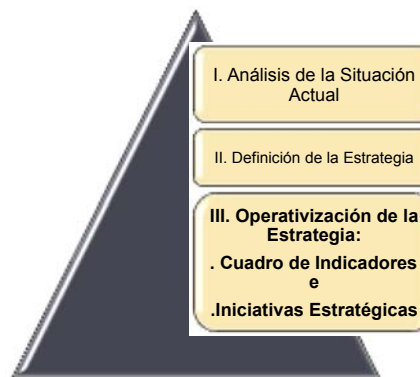 I. Análisis de la Situación
Actual
II. Definición de la Estrategia
III. Operativización de la
Estrategia:
. Cuadro de Indicadores
e
.Iniciativas Estratégicas